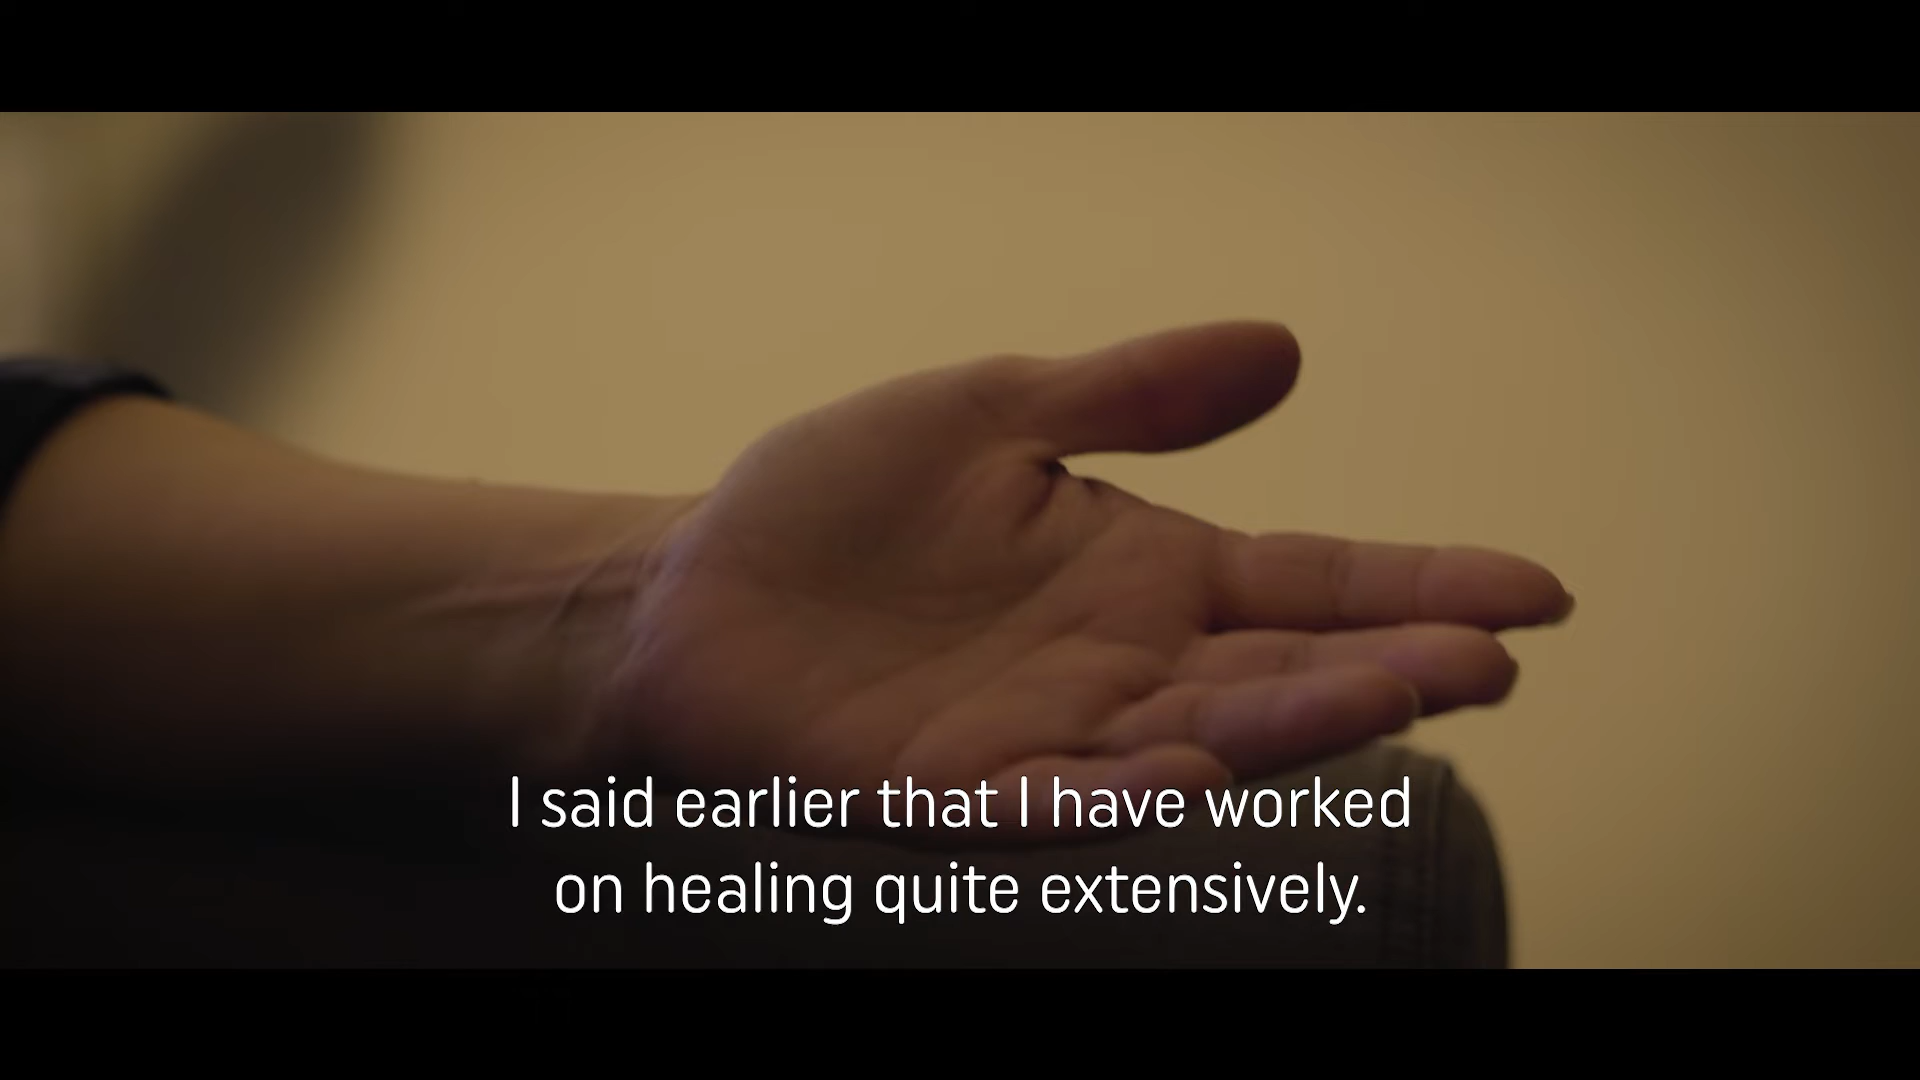 I said earlier that I have worked
on healing quite extensively.